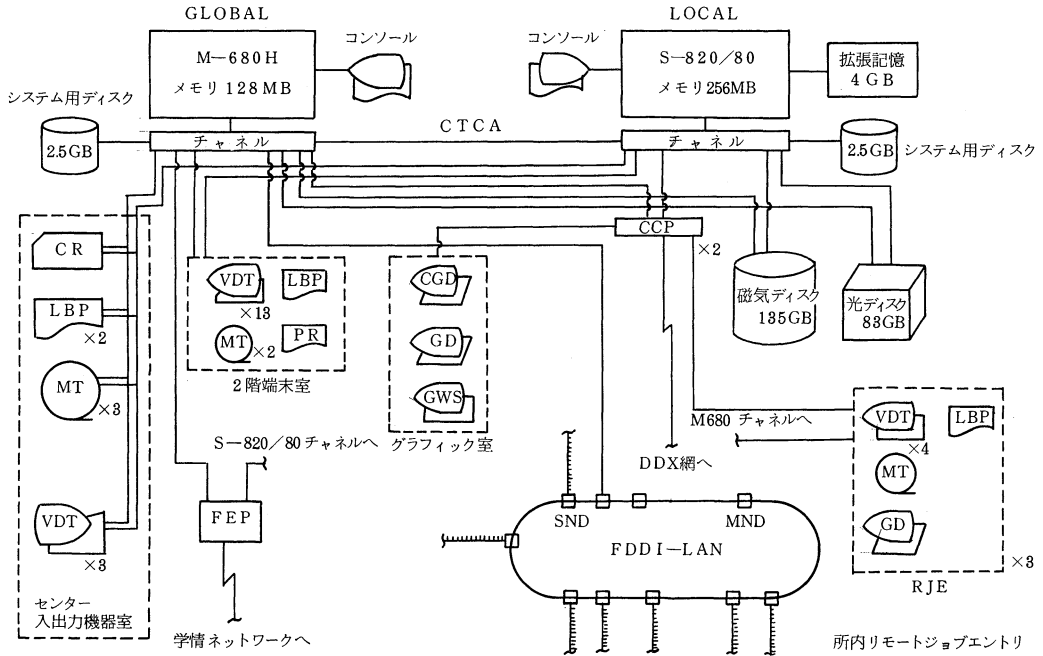 GLOBAL
LOCAL
M-680H
メモリ 128MB
コンソール
コンソール
S-820/80
メモリ 256MB
拡張記憶
4GB
システム用ディスク
2.5GB
チャネル
CTCA
チャネル
2.5GB
システム用ディスク
CCP
×2
CR
LBP
×2
MT
×3
VDT
×3
センター
入出力機器室
VDT
×13
LBP
MT
×2
PR
2階端末室
CGD
GD
GWS
グラフィック室
磁気ディスク
135GB
光ディスク
83GB
S-820/80 チャネルへ
FEP
学情ネットワークへ
DDX網へ
M680 チャネルへ
VDT
×4
LBP
MT
GD
×3
RJE
所内リモートジョブエントリ
SND
MND
FDDI-LAN